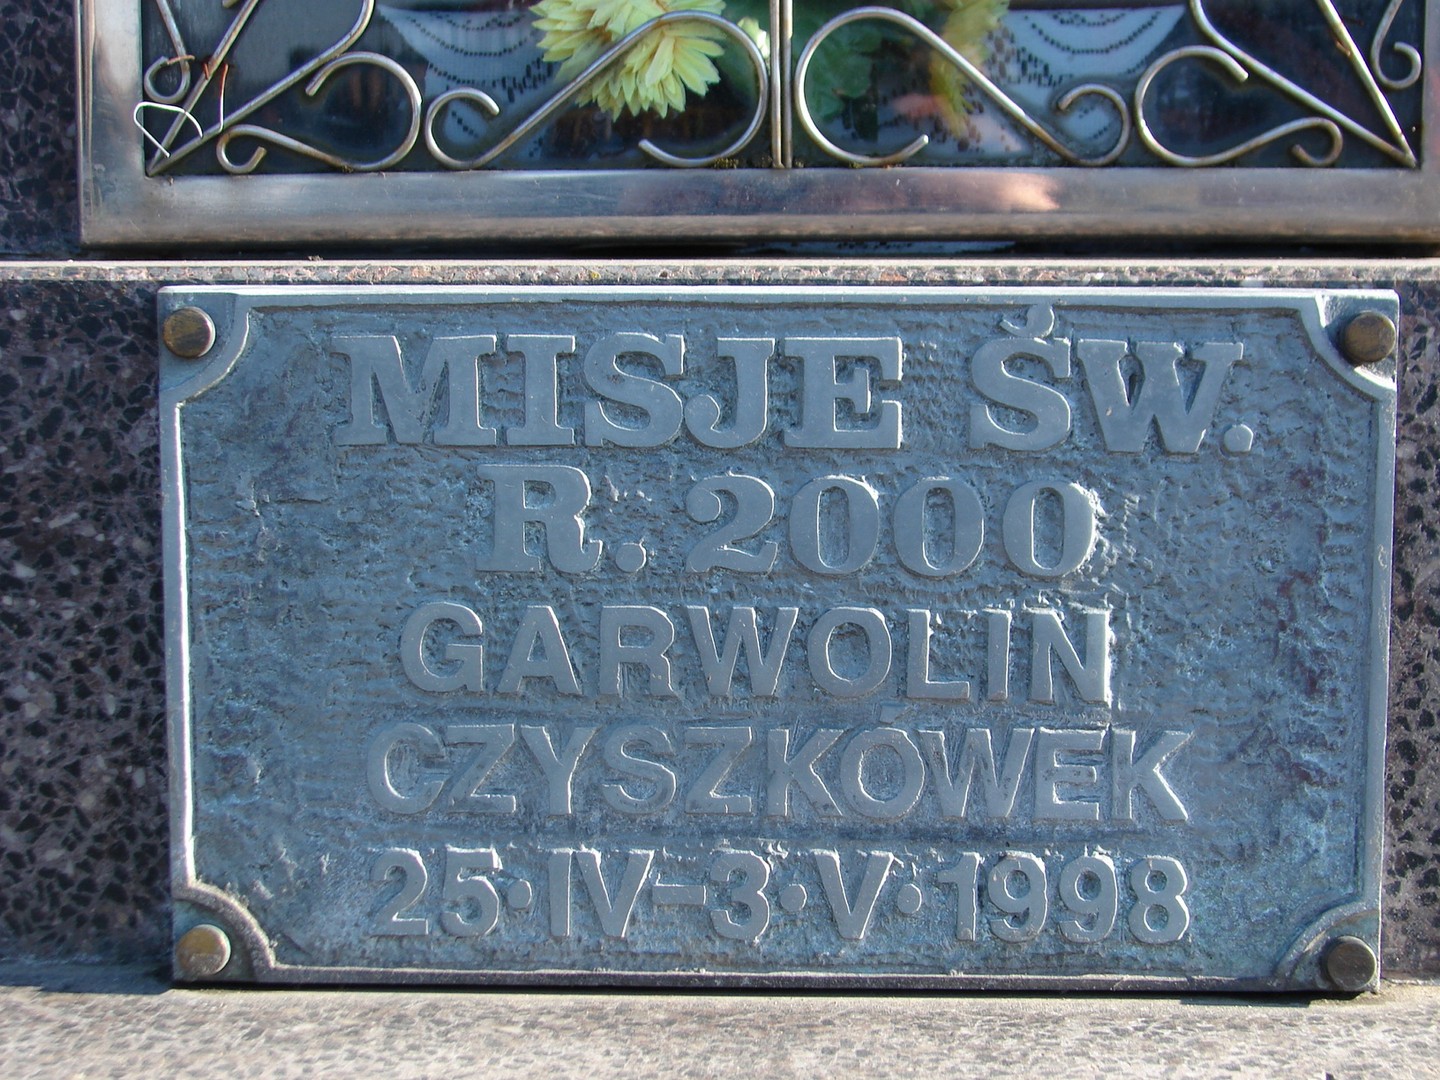 MISJE ŚW.
R. 2000
GARWOLIN
CZYSZKÓWEK
25·IV–3·V·1998